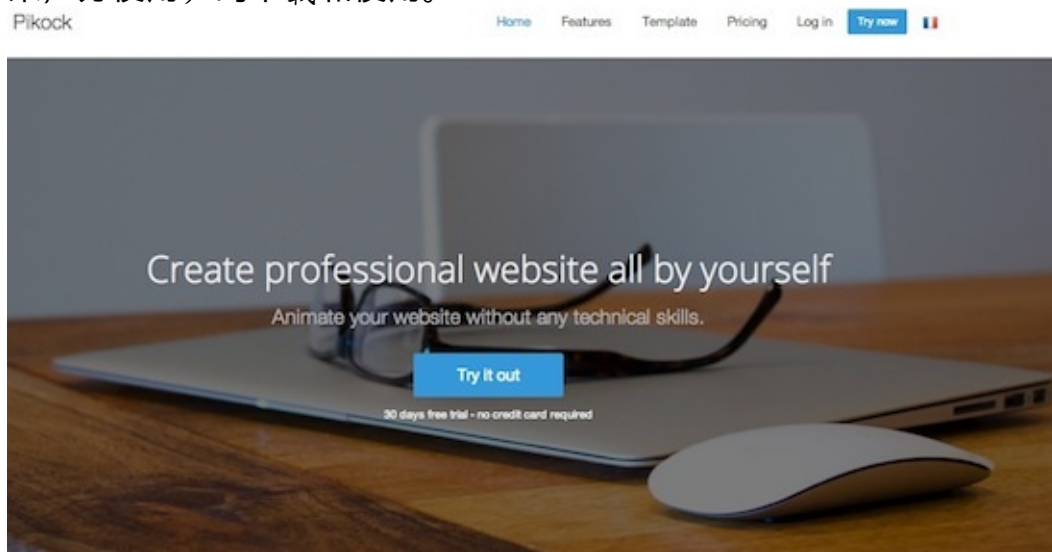 Pikock
Home Features Template Pricing Log in Try now
Create professional website all by yourself
Animate your website without any technical skills.
Try it out
30 days free trial - no credit card required